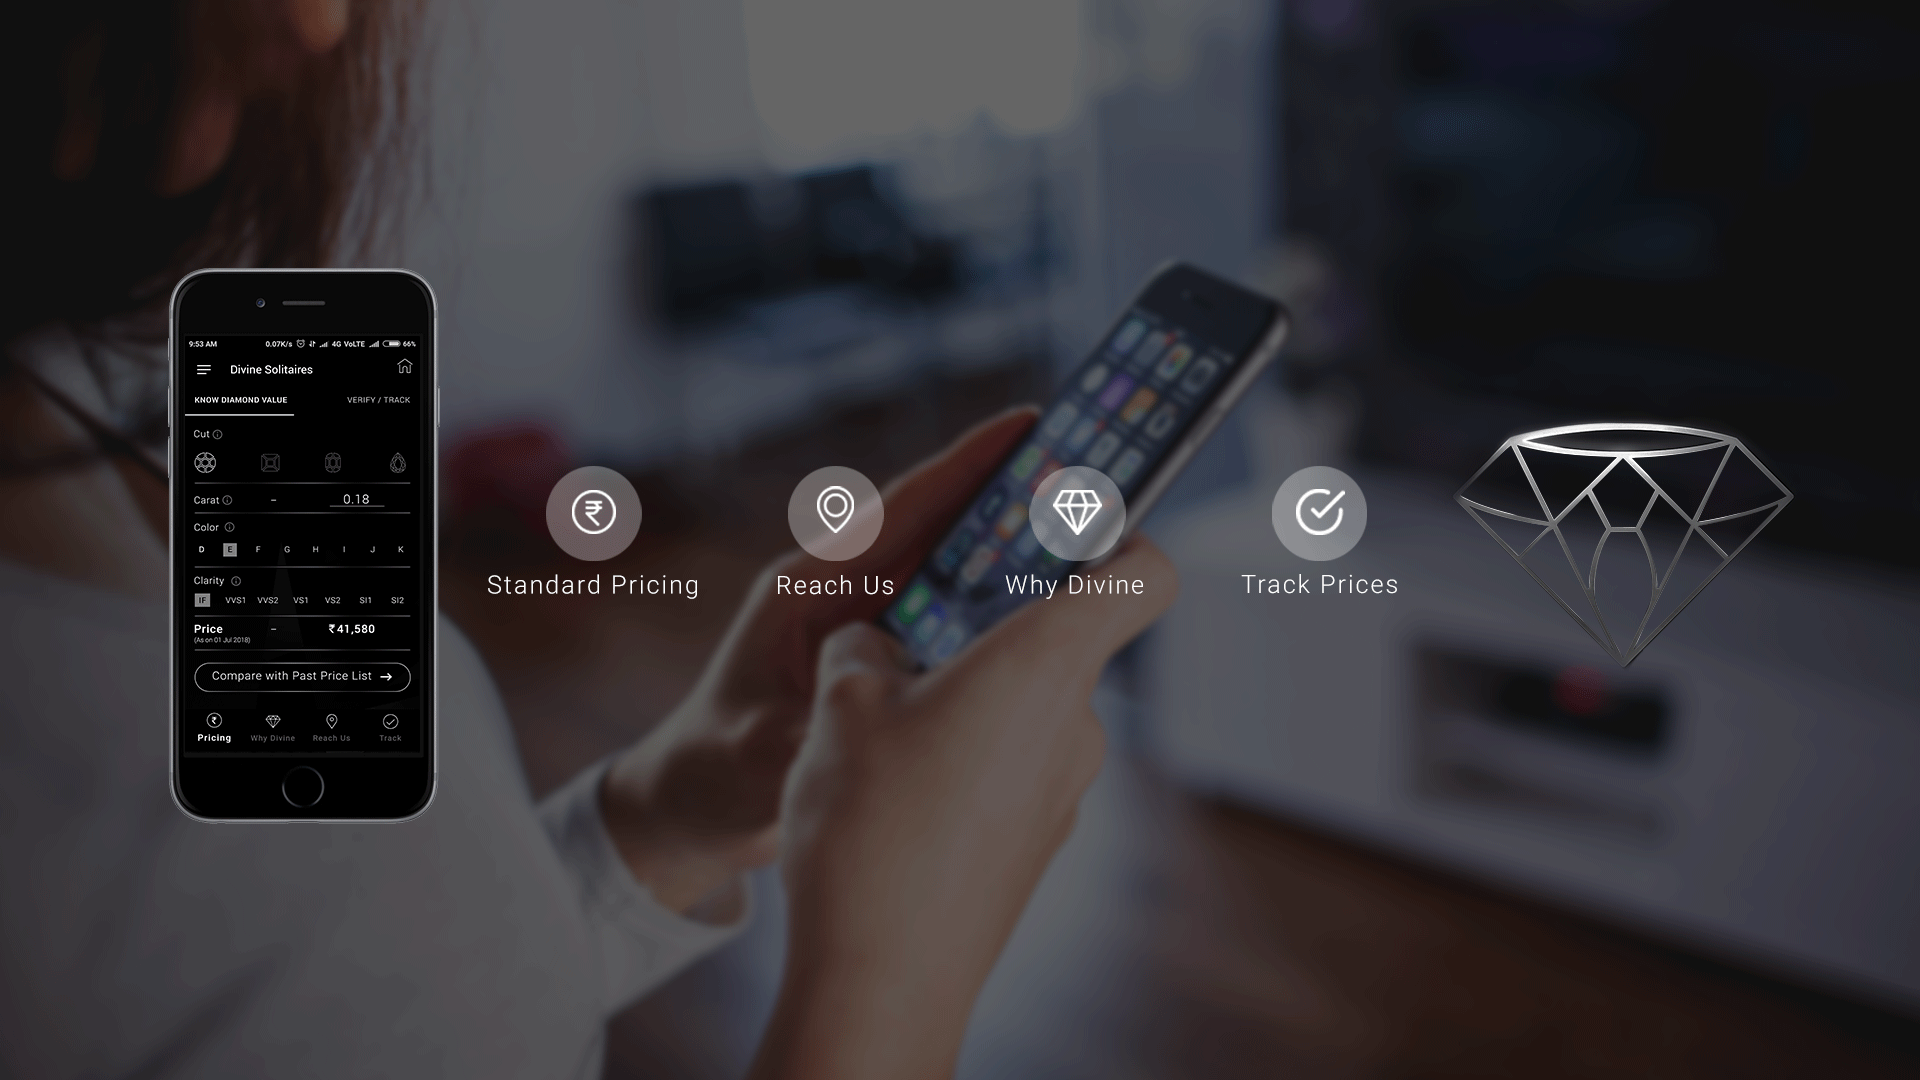 9:53 AM 0.07K/s 4G VoLTE 66%
Divine Solitaires
KNOW DIAMOND VALUE VERIFY / TRACK
Cut
Carat - 0.18
Color
D E F G H I J K
Clarity
IF VVS1 VVS2 VS1 VS2 SI1 SI2
Price - ₹ 41,580
(As on 01 Jul 2018)
Compare with Past Price List →
Pricing Why Divine Reach Us Track
Standard Pricing
Reach Us
Why Divine
Track Prices